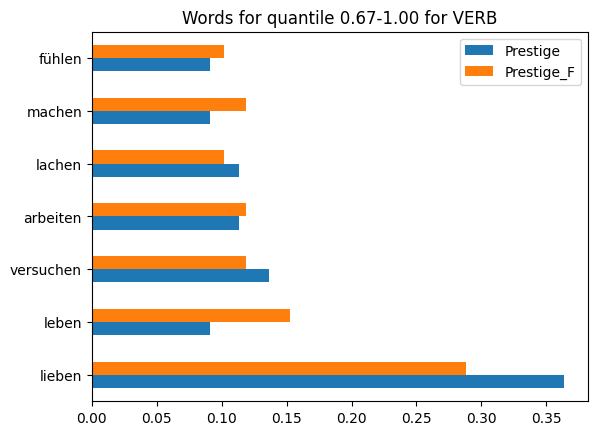 Words for quantile 0.67-1.00 for VERB
Prestige
Prestige_F
fühlen
machen
lachen
arbeiten
versuchen
leben
lieben
0.00 0.05 0.10 0.15 0.20 0.25 0.30 0.35